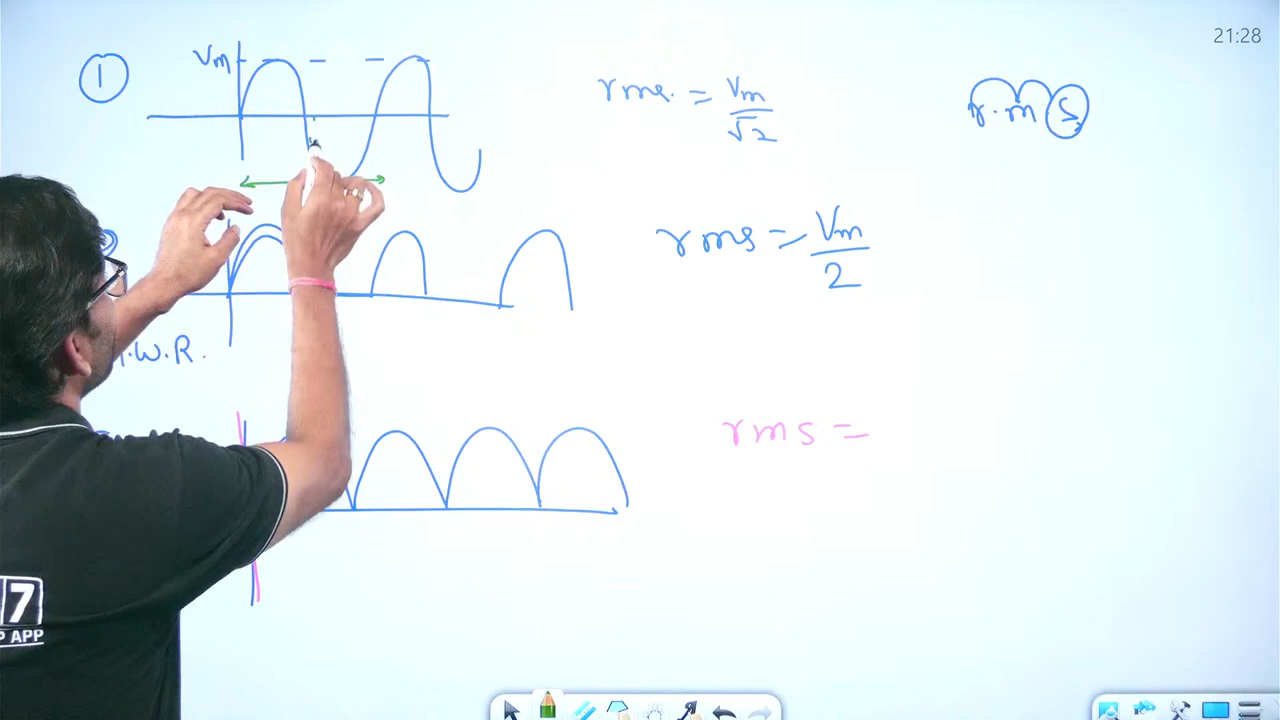 21:28
①
Vm
rms. = Vm/√2
r.m(S)
rms = Vm/2
.W.R.
rms =
7
P APP